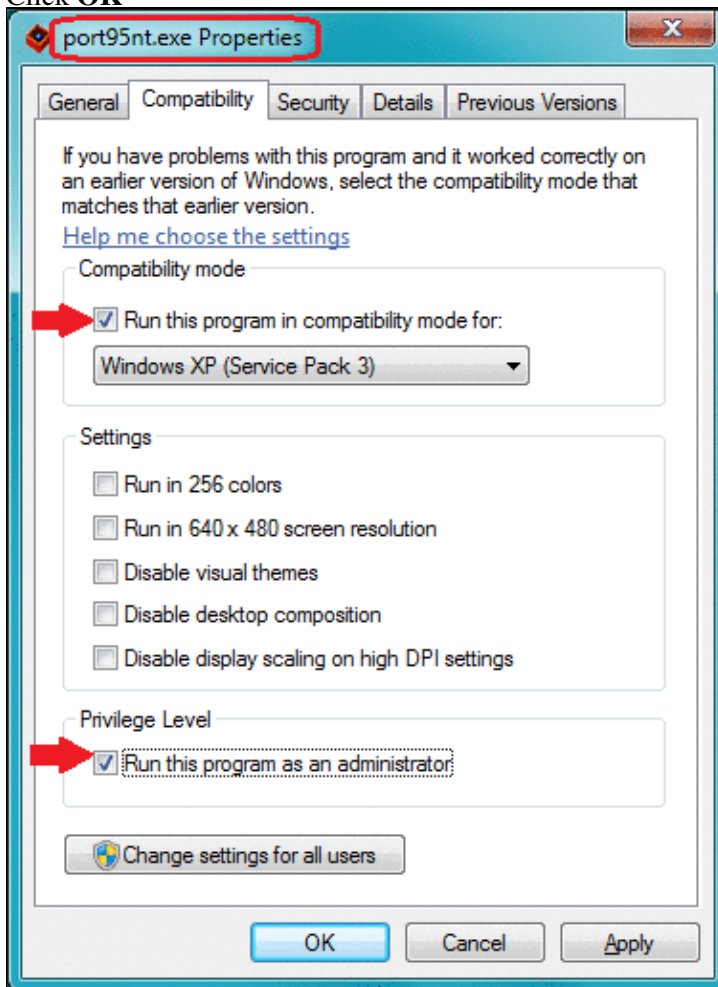 Click OK
port95nt.exe Properties
X
General Compatibility Security Details Previous Versions
If you have problems with this program and it worked correctly on
an earlier version of Windows, select the compatibility mode that
matches that earlier version.
Help me choose the settings
Compatibility mode
Run this program in compatibility mode for:
Windows XP (Service Pack 3)
Settings
Run in 256 colors
Run in 640 x 480 screen resolution
Disable visual themes
Disable desktop composition
Disable display scaling on high DPI settings
Privilege Level
Run this program as an administrator
Change settings for all users
OK Cancel Apply